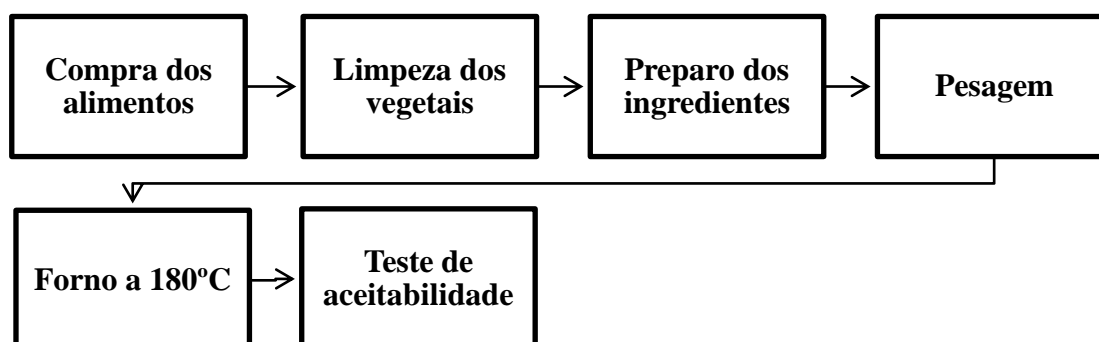 Compra dos
alimentos
Limpeza dos
vegetais
Preparo dos
ingredientes
Pesagem
Forno a 180ºC
Teste de
aceitabilidade